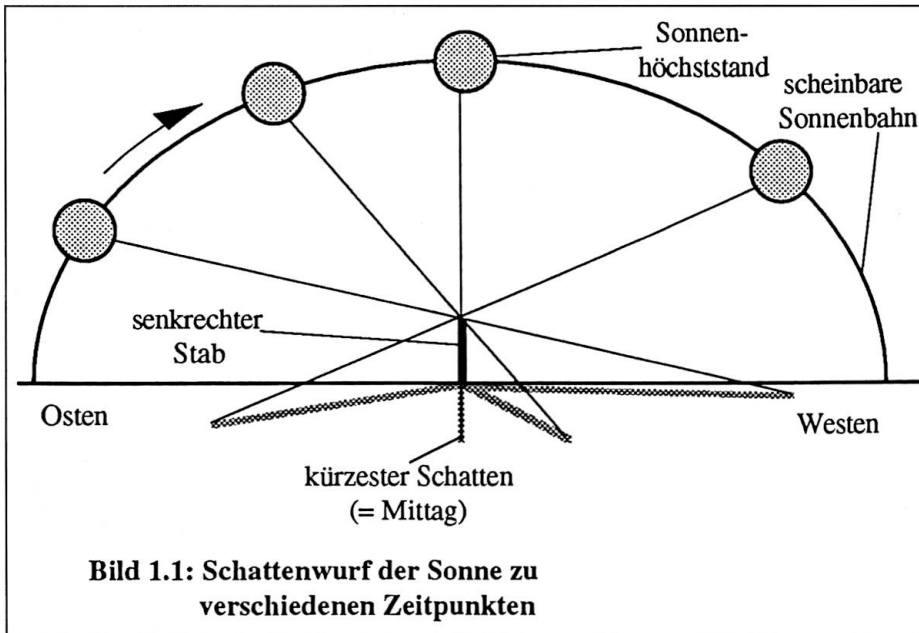 Sonnen-
höchststand
scheinbare
Sonnenbahn
senkrechter
Stab
Osten
Westen
kürzester Schatten
(= Mittag)
Bild 1.1: Schattenwurf der Sonne zu
verschiedenen Zeitpunkten